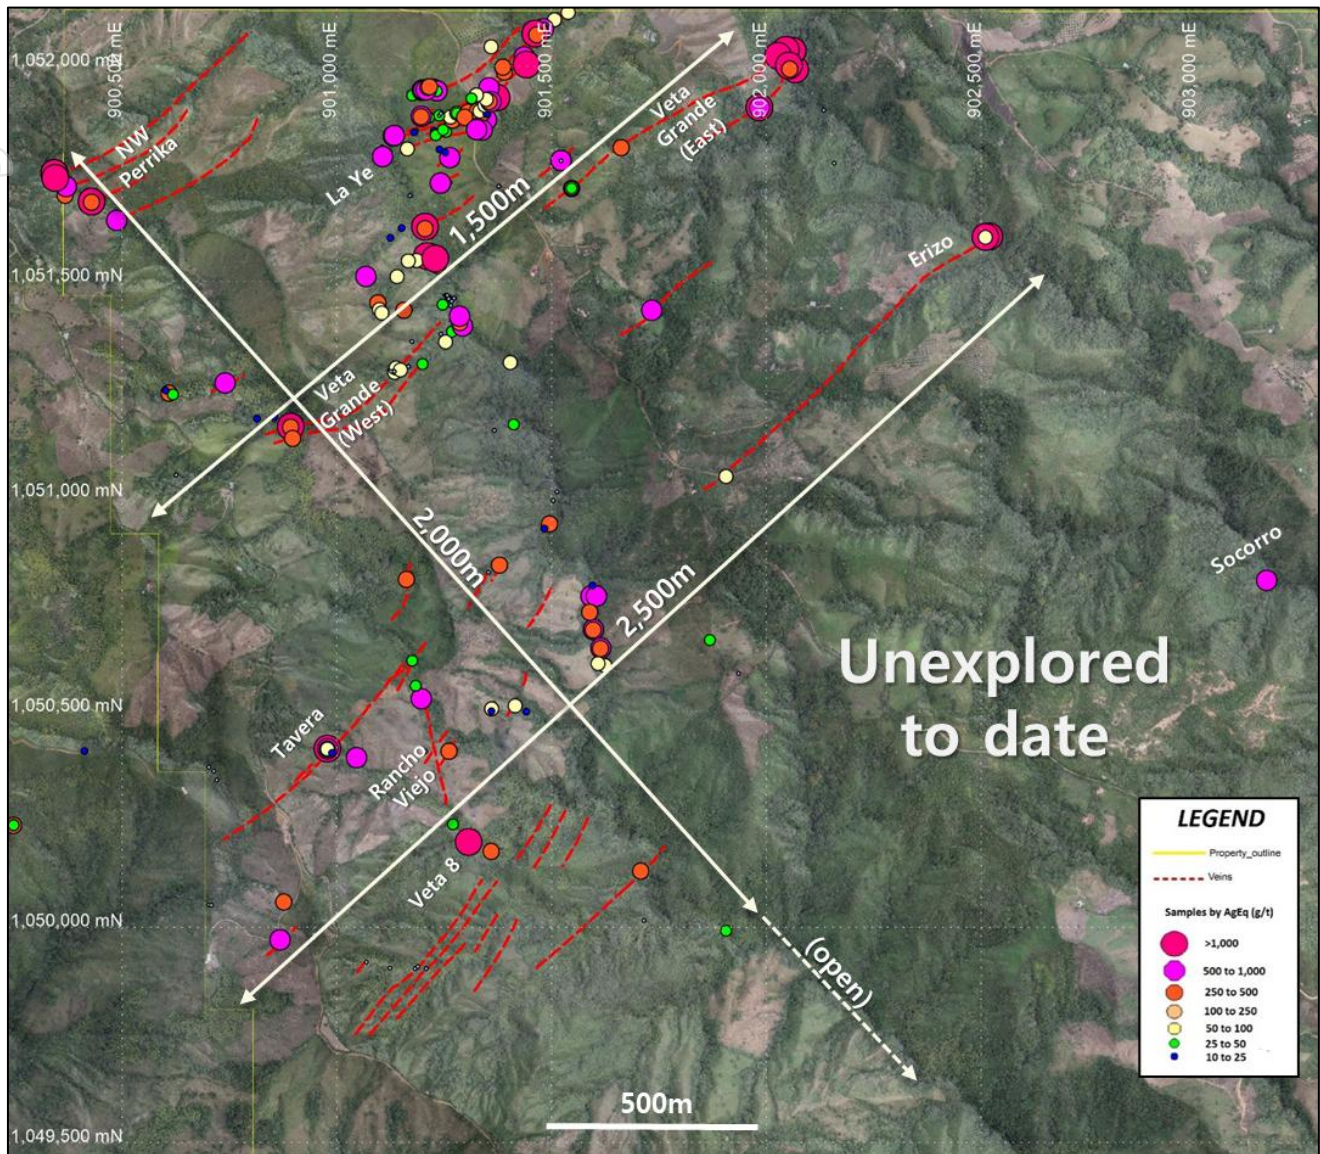 900,500 mE
901,000 mE
901,500 mE
902,000 mE
902,500 mE
903,000 mE
1,052,000 mN
NW
Perrika
La Ye
1,500m
Veta
Grande
(East)
Erizo
1,051,500 mN
Veta
Grande
(West)
1,051,000 mN
2,000m
2,500m
Socorro
Unexplored
to date
1,050,500 mN
Tavera
Rancho
Viejo
Veta 8
1,050,000 mN
(open)
500m
1,049,500 mN
LEGEND
Property_outline
Veins
Samples by AgEq (g/t)
>1,000
500 to 1,000
250 to 500
100 to 250
50 to 100
25 to 50
10 to 25